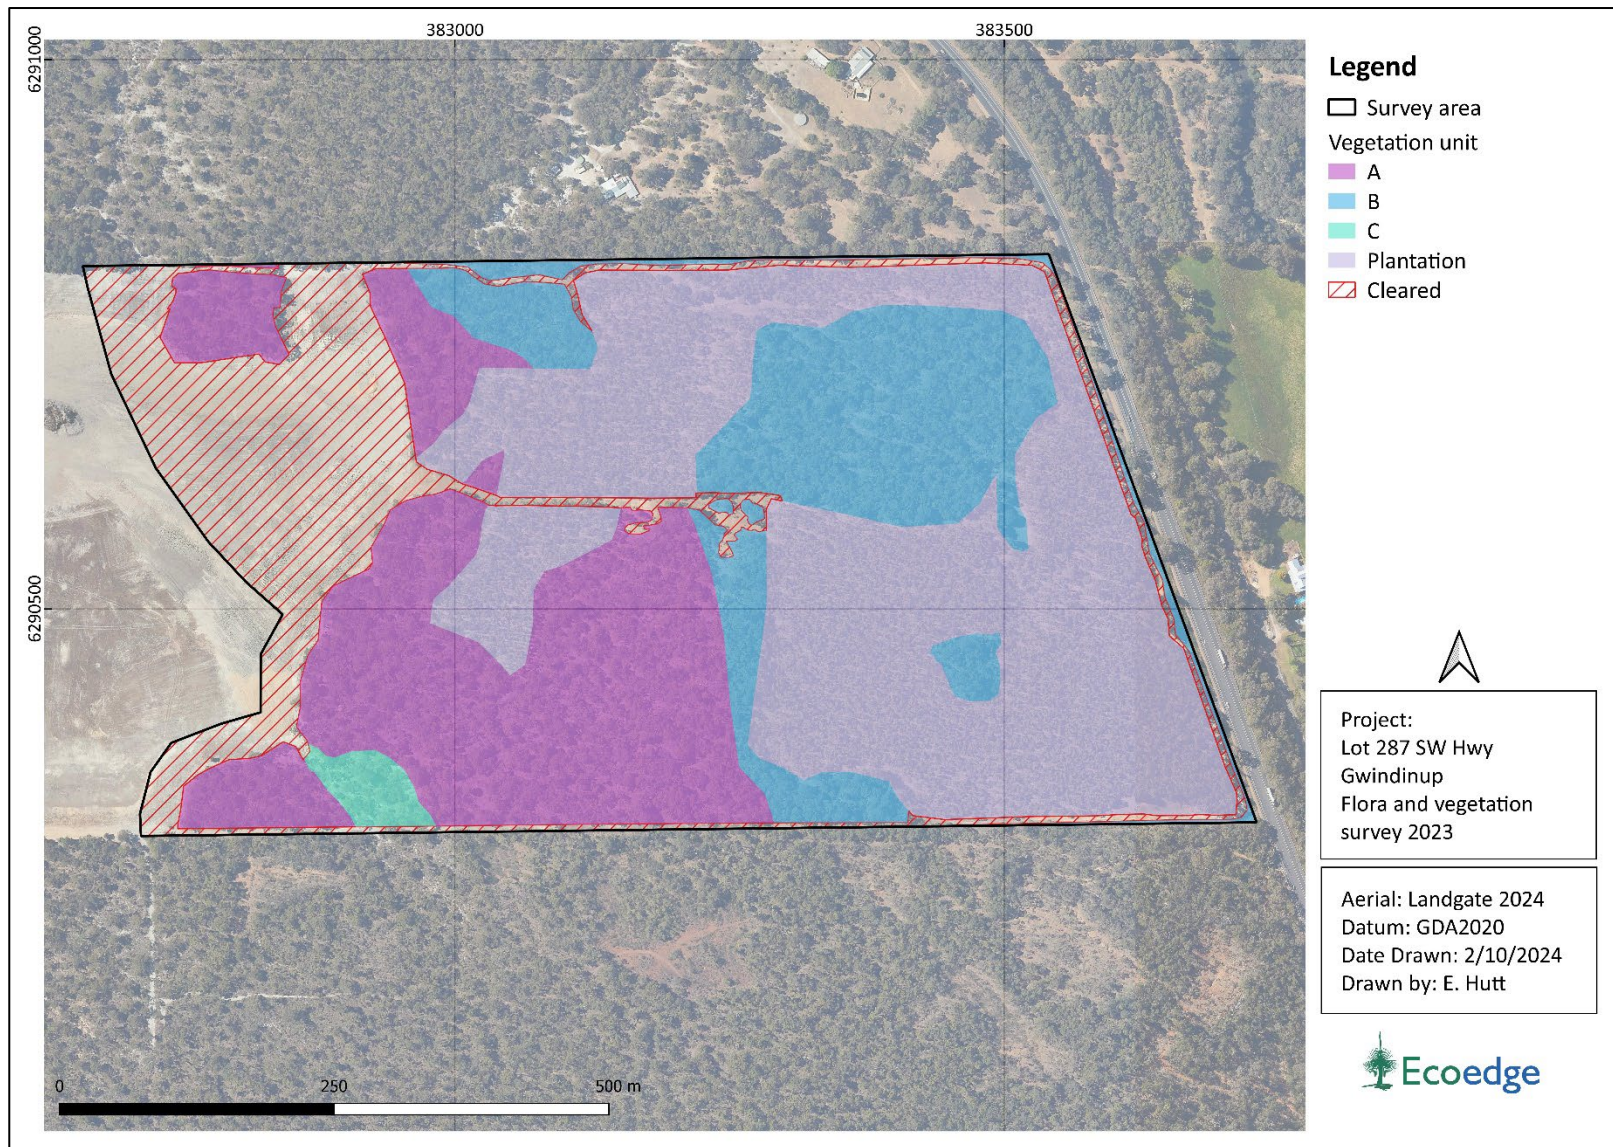 383000
383500
6291000
6290500
0
250
500 m
Legend
Survey area
Vegetation unit
A
B
C
Plantation
Cleared
Project:
Lot 287 SW Hwy
Gwindinup
Flora and vegetation
survey 2023
Aerial: Landgate 2024
Datum: GDA2020
Date Drawn: 2/10/2024
Drawn by: E. Hutt
Ecoedge